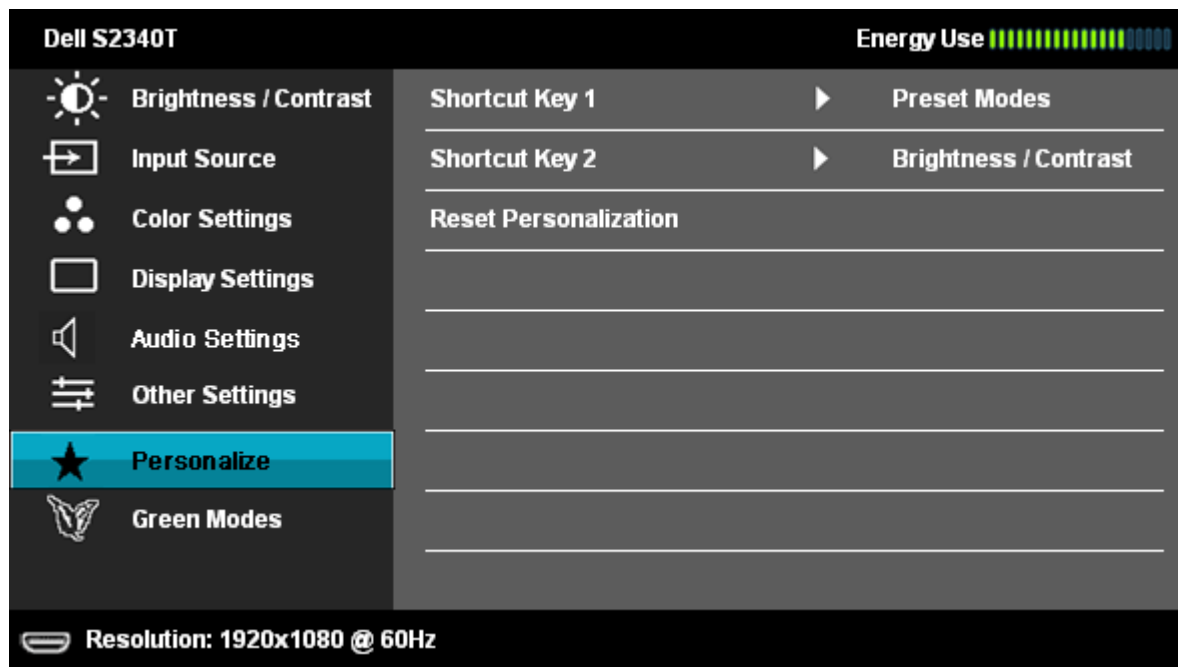 Dell S2340T Energy Use
Brightness / Contrast Shortcut Key 1 Preset Modes
Input Source Shortcut Key 2 Brightness / Contrast
Color Settings Reset Personalization
Display Settings
Audio Settings
Other Settings
Personalize
Green Modes
Resolution: 1920x1080 @ 60Hz